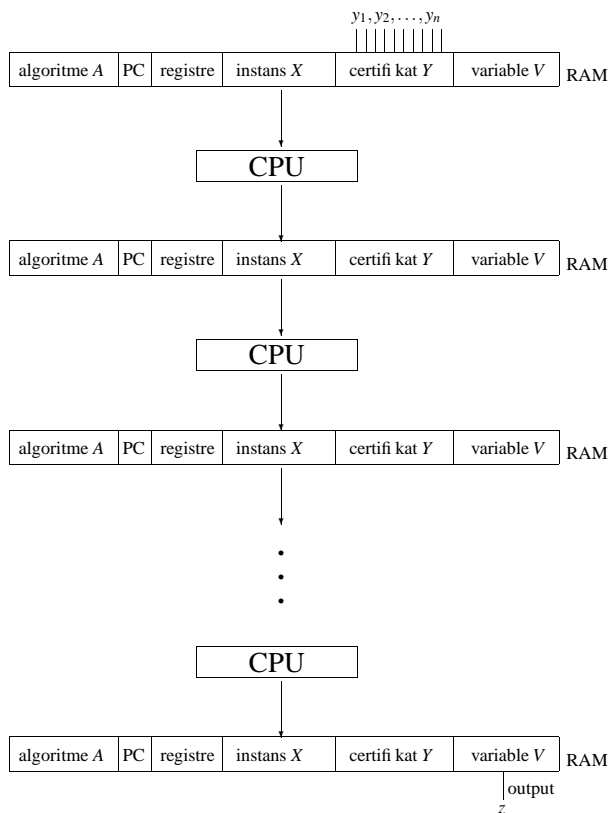 y1, y2, ..., yn
algoritme A PC registre instans X certifi kat Y variable V RAM
CPU
algoritme A PC registre instans X certifi kat Y variable V RAM
CPU
algoritme A PC registre instans X certifi kat Y variable V RAM
CPU
algoritme A PC registre instans X certifi kat Y variable V RAM
output
z